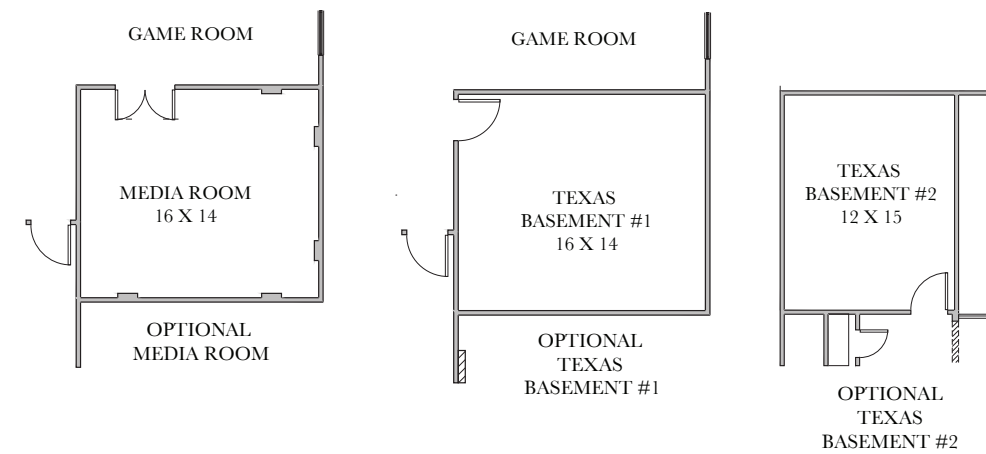 GAME ROOM
MEDIA ROOM
16 X 14
OPTIONAL
MEDIA ROOM
GAME ROOM
TEXAS
BASEMENT #1
16 X 14
OPTIONAL
TEXAS
BASEMENT #1
TEXAS
BASEMENT #2
12 X 15
OPTIONAL
TEXAS
BASEMENT #2